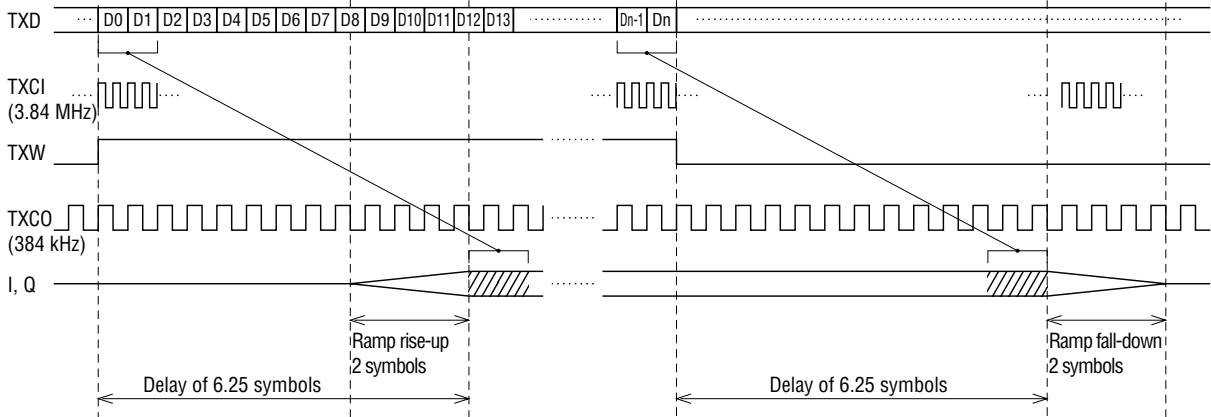 TXD D0 D1 D2 D3 D4 D5 D6 D7 D8 D9 D10 D11 D12 D13 Dn-1 Dn
TXCI
(3.84 MHz)
TXW
TXCO
(384 kHz)
I, Q
Ramp rise-up
2 symbols
Ramp fall-down
2 symbols
Delay of 6.25 symbols
Delay of 6.25 symbols